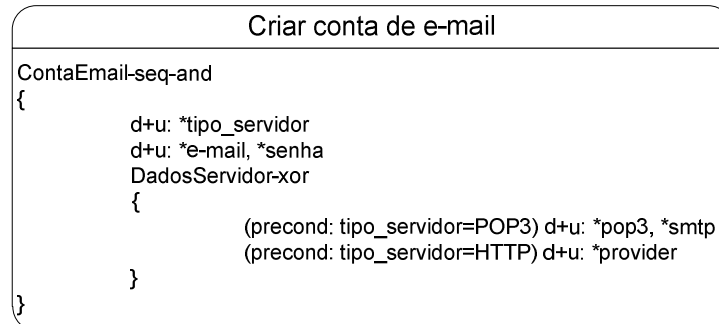 Criar conta de e-mail
ContaEmail-seq-and
{
d+u: *tipo_servidor
d+u: *e-mail, *senha
DadosServidor-xor
{
(precond: tipo_servidor=POP3) d+u: *pop3, *smtp
(precond: tipo_servidor=HTTP) d+u: *provider
}
}